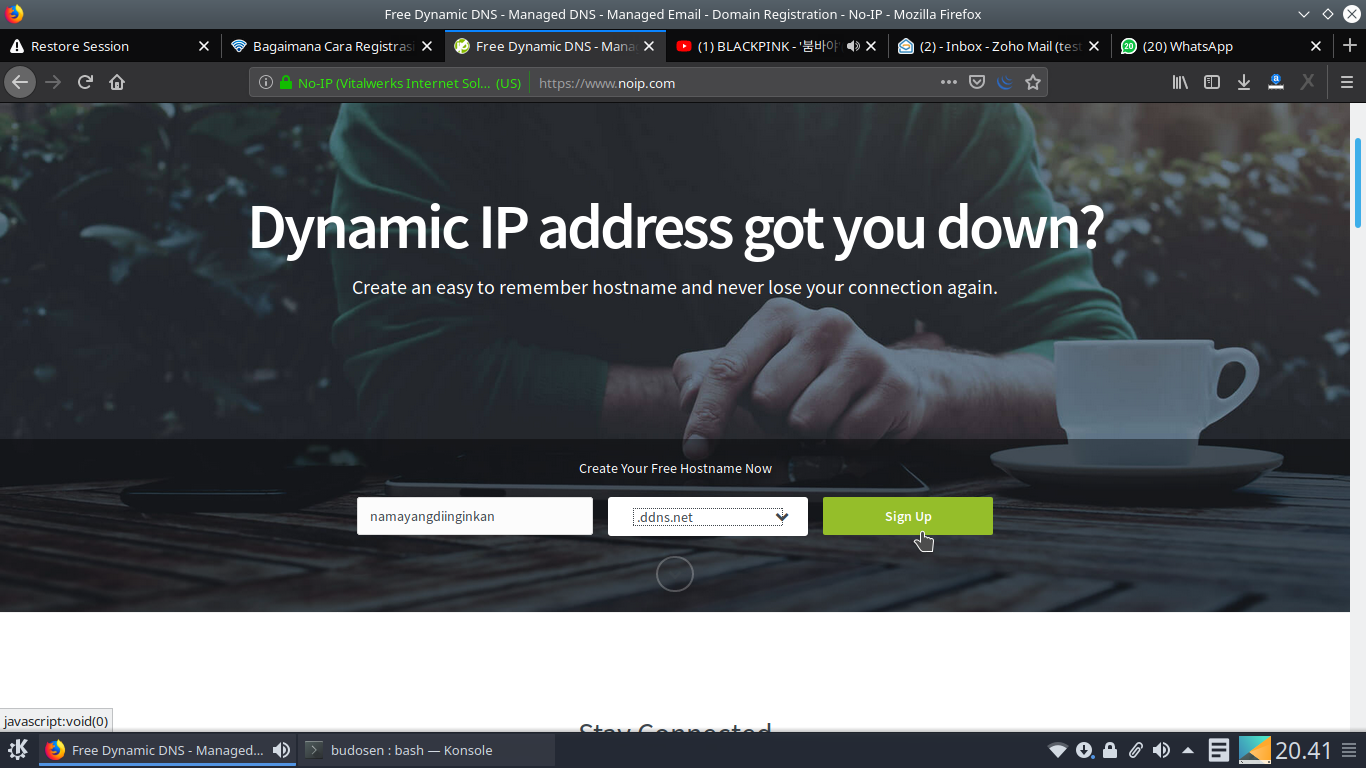 Free Dynamic DNS - Managed DNS - Managed Email - Domain Registration - No-IP - Mozilla Firefox
Restore Session
Bagaimana Cara Registrasi
Free Dynamic DNS - Mana
(1) BLACKPINK - '붐바야'
(2) - Inbox - Zoho Mail (test
20
(20) WhatsApp
No-IP (Vitalwerks Internet Sol... (US)
https://www.noip.com
Dynamic IP address got you down?
Create an easy to remember hostname and never lose your connection again.
Create Your Free Hostname Now
namayangdiinginkan
.ddns.net
Sign Up
Stay Connected
javascript:void(0)
Free Dynamic DNS - Managed...
budosen : bash — Konsole
20.41